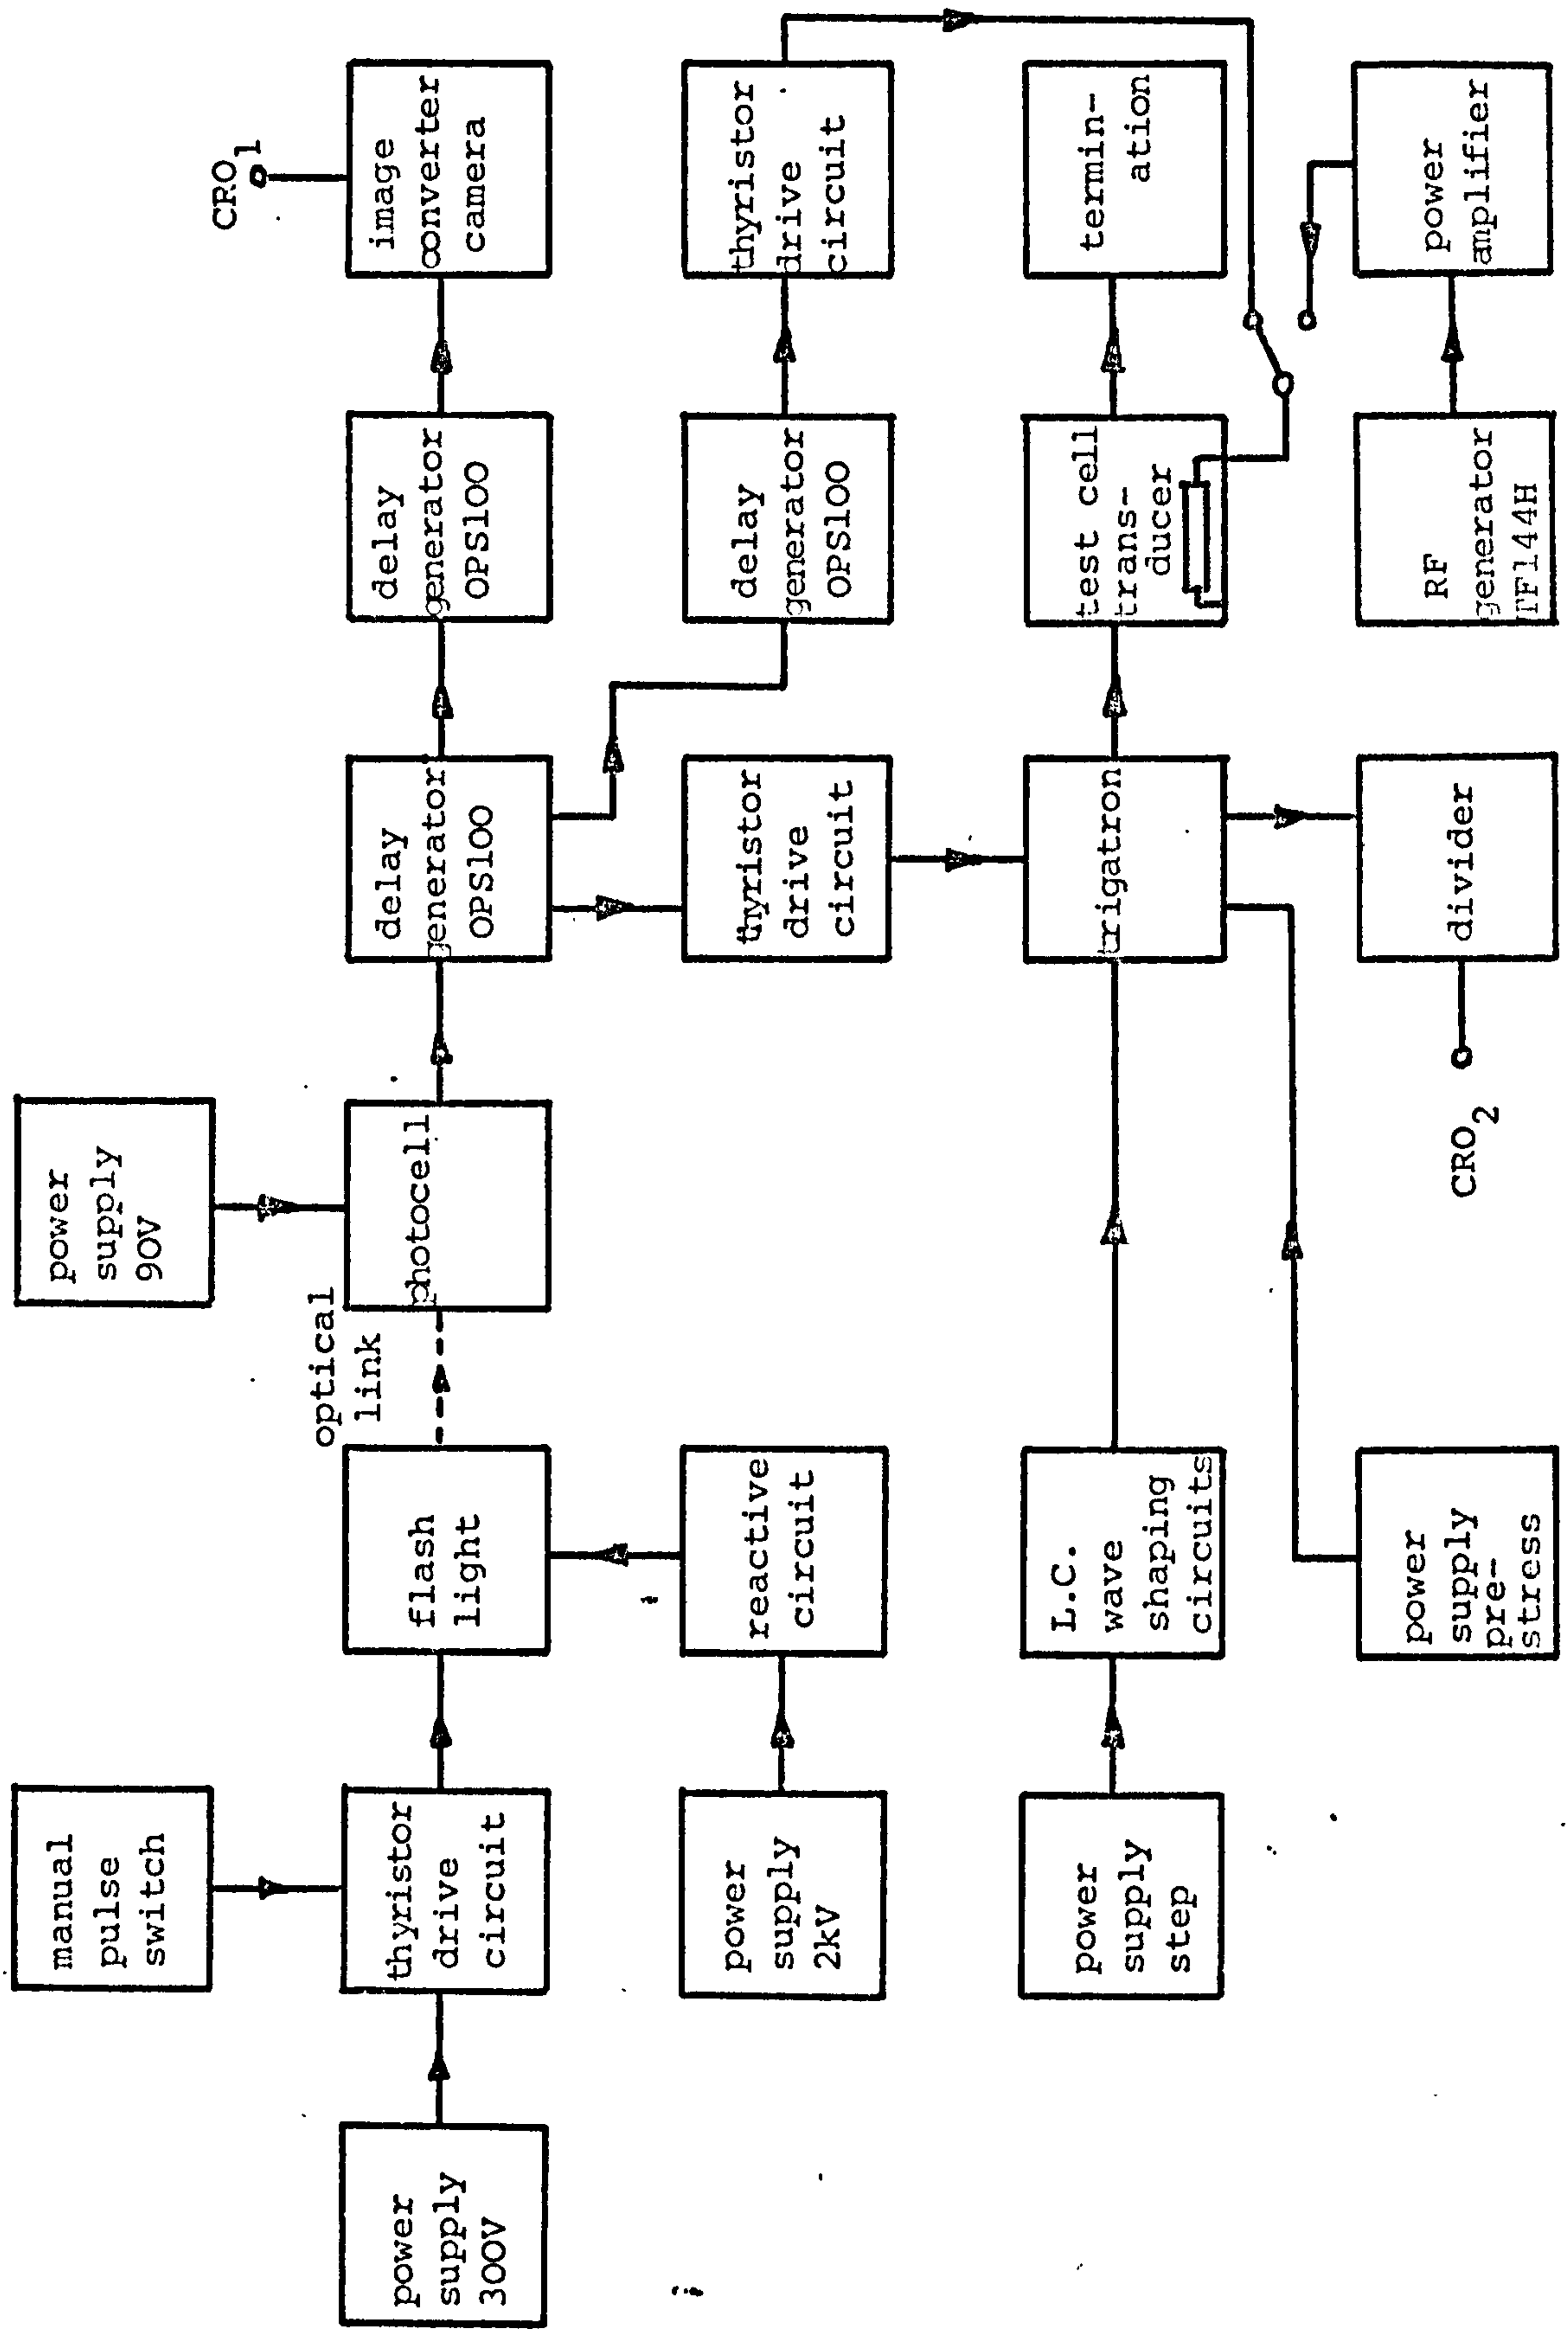 manual
pulse
switch
power
supply
90V
CRO1
power
supply
300V
thyristor
drive
circuit
flash
light
optical
link
photocell
delay
generator
OPS100
delay
generator
OPS100
image
converter
camera
power
supply
2kV
reactive
circuit
thyristor
drive
circuit
delay
generator
OPS100
thyristor
drive
circuit
power
supply
step
L.C.
wave
shaping
circuits
trigatron
test cell
trans-
ducer
termin-
ation
power
supply
pre-
stress
CRO2
divider
RF
generator
TF144H
power
amplifier